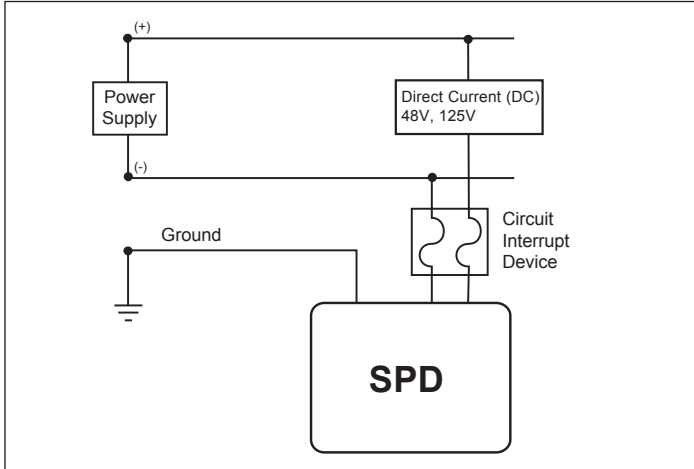 (+)
Power
Supply
Direct Current (DC)
48V, 125V
(-)
Circuit
Interrupt
Device
Ground
SPD